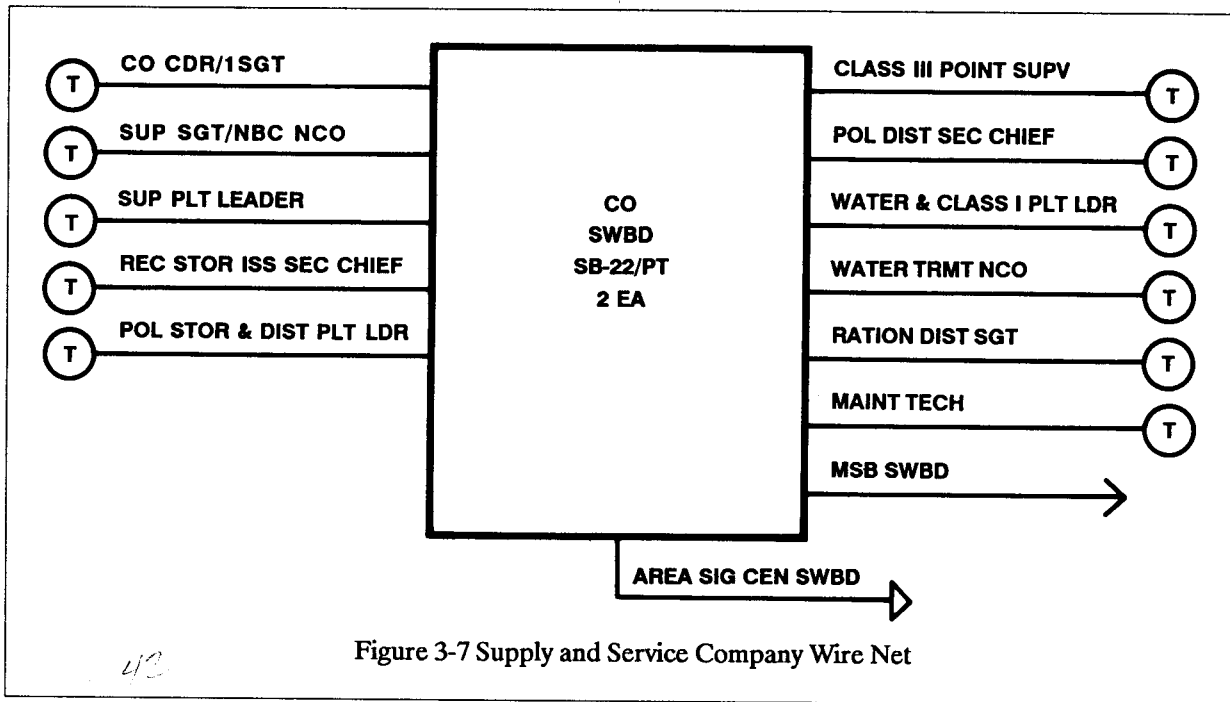 CO CDR/1SGT
T
SUP SGT/NBC NCO
T
SUP PLT LEADER
T
REC STOR ISS SEC CHIEF
T
POL STOR & DIST PLT LDR
T
CO
SWBD
SB-22/PT
2 EA
CLASS III POINT SUPV
T
POL DIST SEC CHIEF
T
WATER & CLASS I PLT LDR
T
WATER TRMT NCO
T
RATION DIST SGT
T
MAINT TECH
T
MSB SWBD
AREA SIG CEN SWBD
Figure 3-7 Supply and Service Company Wire Net